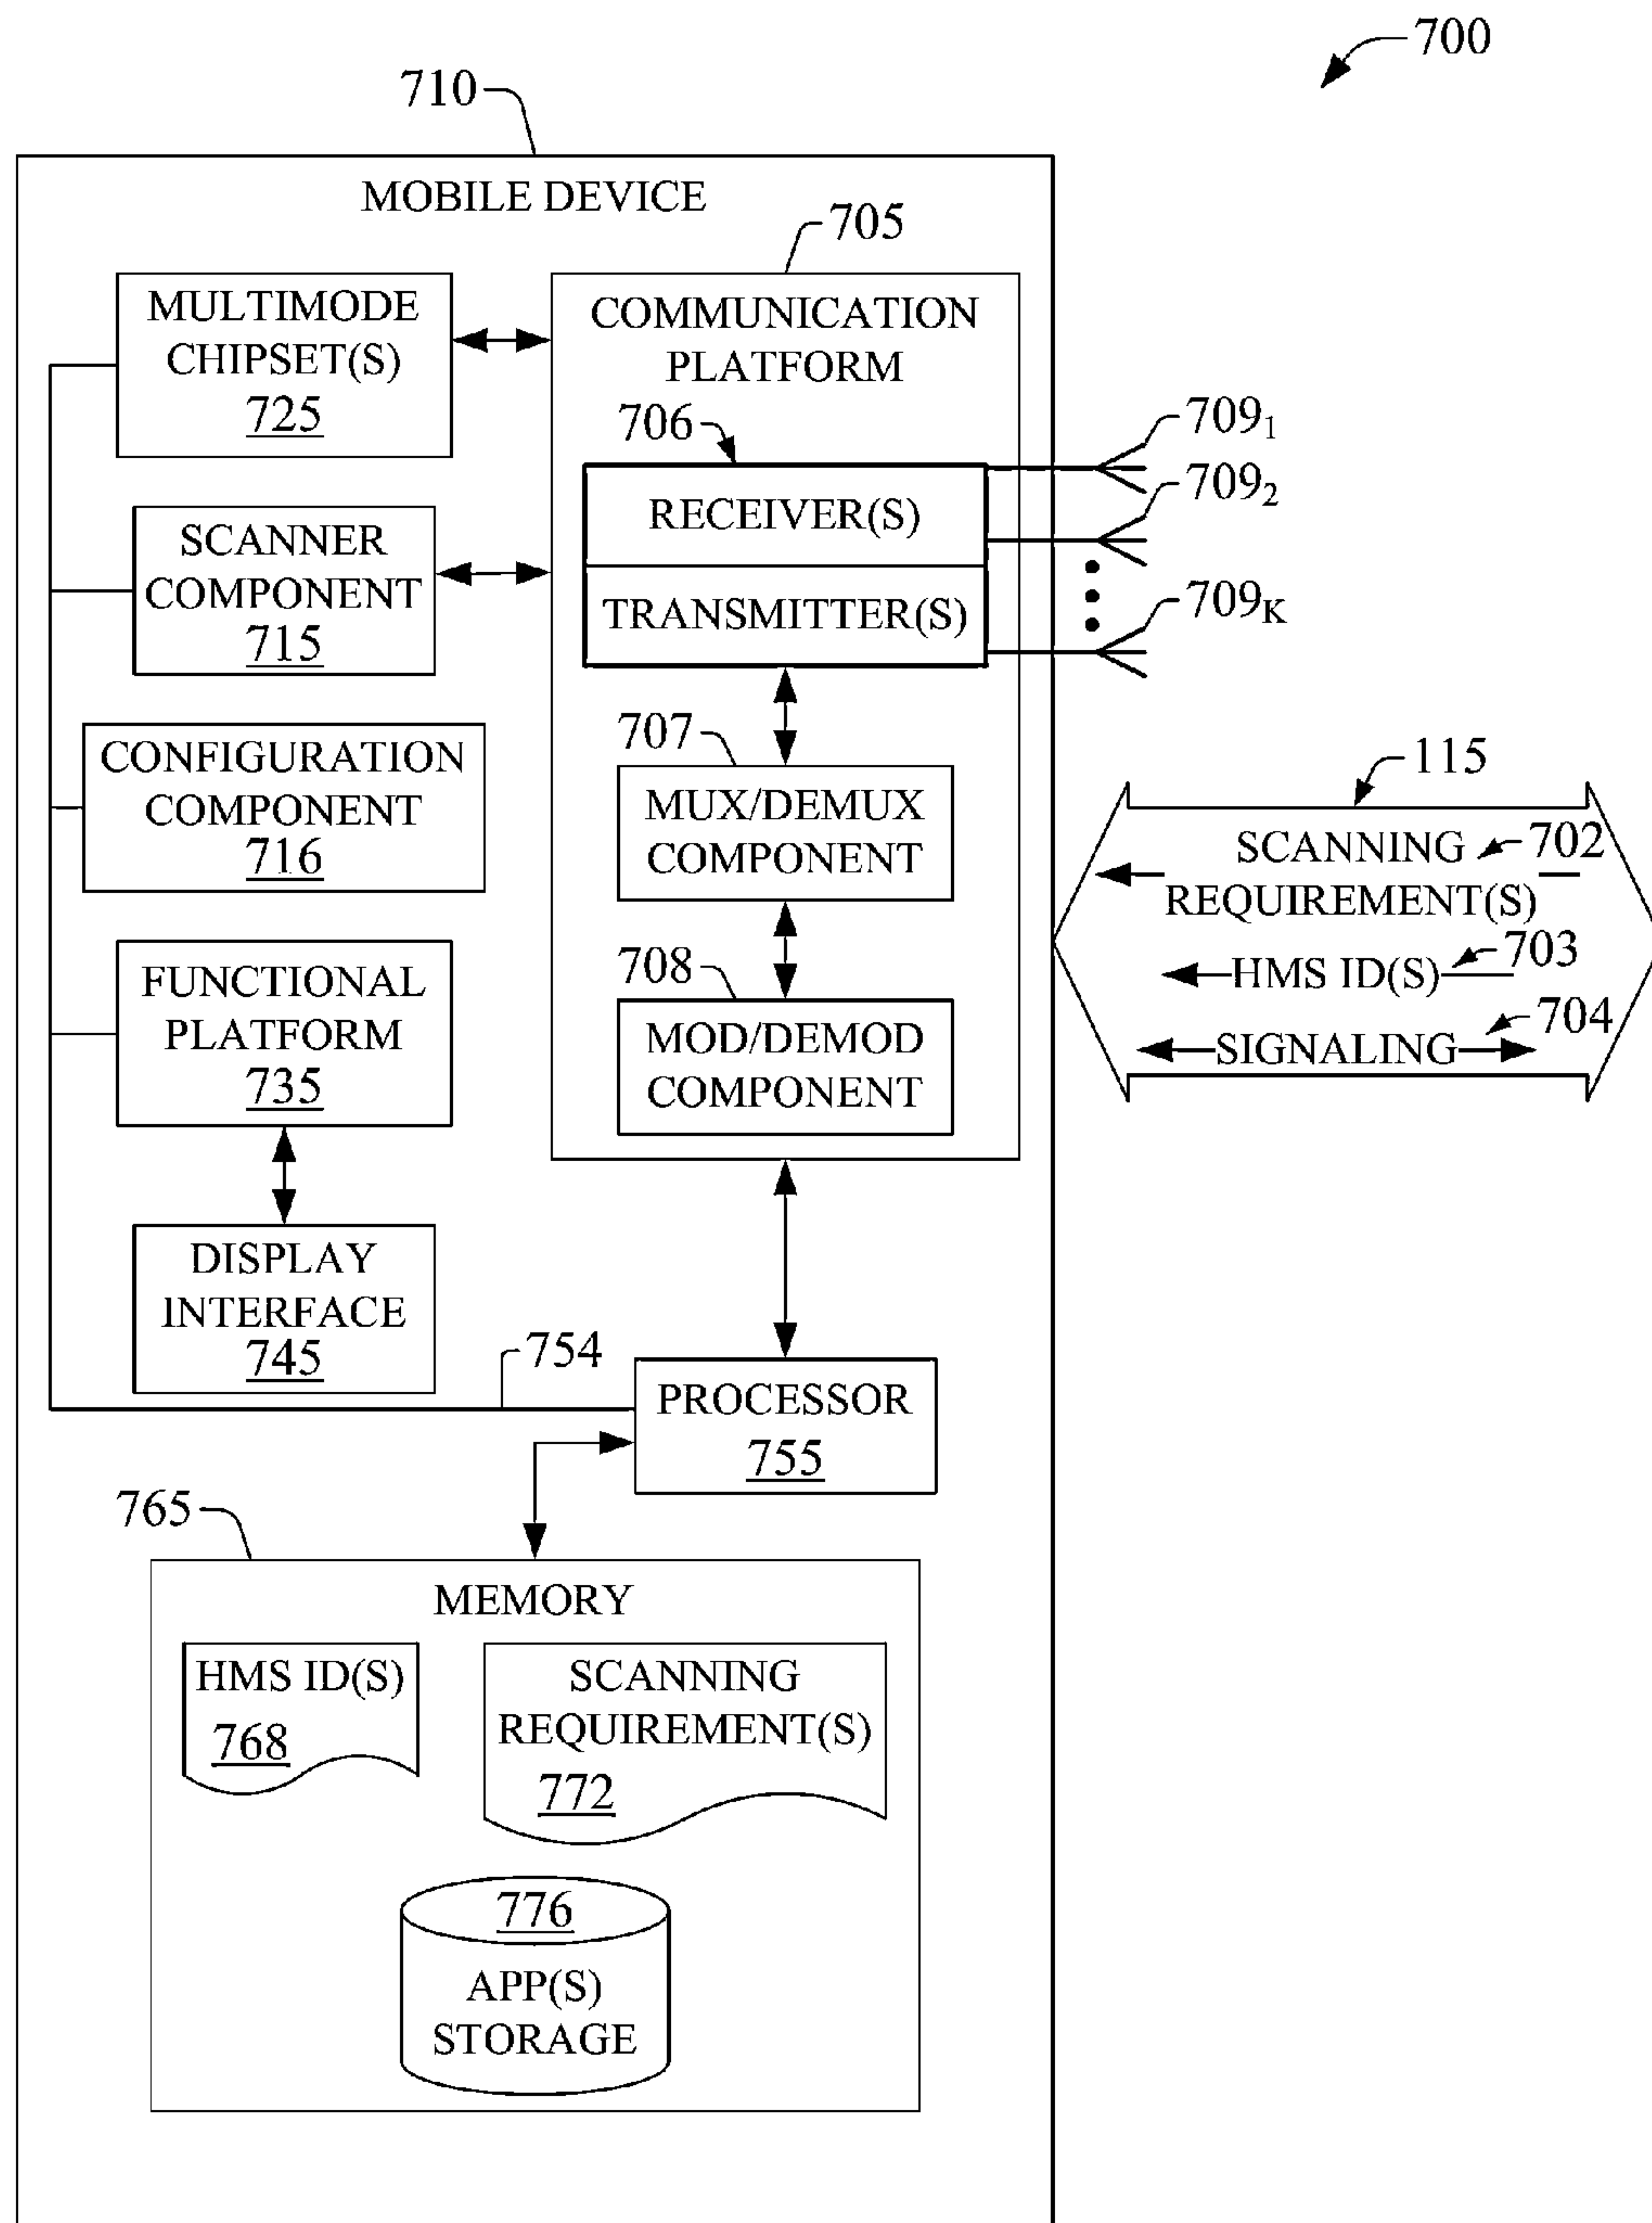 700
710
MOBILE DEVICE
705
MULTIMODE
CHIPSET(S)
725
COMMUNICATION
PLATFORM
706
RECEIVER(S)
TRANSMITTER(S)
709₁
709₂
709K
SCANNER
COMPONENT
715
CONFIGURATION
COMPONENT
716
707
MUX/DEMUX
COMPONENT
115
SCANNING 702
REQUIREMENT(S)
HMS ID(S) 703
SIGNALING 704
FUNCTIONAL
PLATFORM
735
708
MOD/DEMOD
COMPONENT
DISPLAY
INTERFACE
745
754
PROCESSOR
755
765
MEMORY
HMS ID(S)
768
SCANNING
REQUIREMENT(S)
772
776
APP(S)
STORAGE